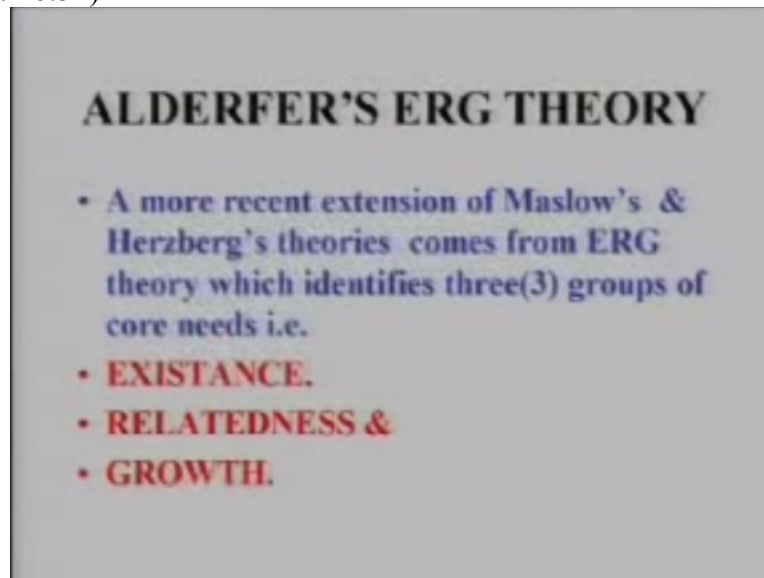 ALDERFER'S ERG THEORY
• A more recent extension of Maslow's &
Herzberg's theories comes from ERG
theory which identifies three(3) groups of
core needs i.e.
• EXISTANCE.
• RELATEDNESS &
• GROWTH.